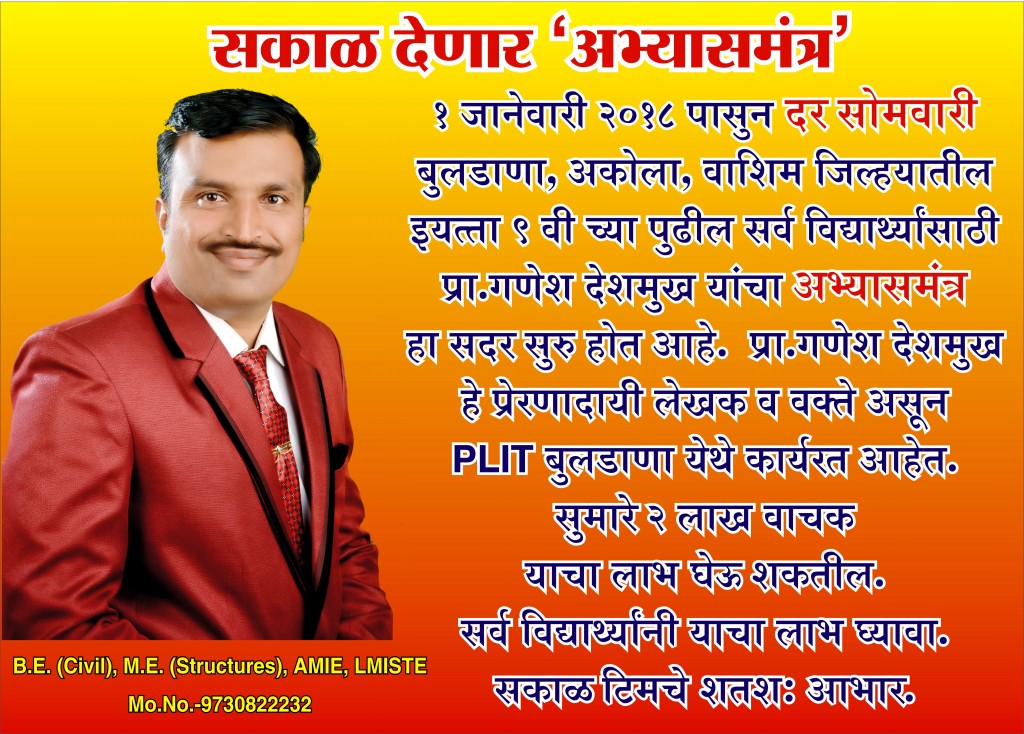 सकाळ देणार ‘अभ्यासमंत्र’
१ जानेवारी २०१८ पासुन दर सोमवारी
बुलडाणा, अकोला, वाशिम जिल्हयातील
इयत्ता ९ वी च्या पुढील सर्व विद्यार्थ्यांसाठी
प्रा.गणेश देशमुख यांचा अभ्यासमंत्र
हा सदर सुरु होत आहे. प्रा.गणेश देशमुख
हे प्रेरणादायी लेखक व वक्ते असून
PLIT बुलडाणा येथे कार्यरत आहेत.
सुमारे २ लाख वाचक
याचा लाभ घेऊ शकतील.
सर्व विद्यार्थ्यांनी याचा लाभ घ्यावा.
सकाळ टिमचे शतशः आभार.
B.E. (Civil), M.E. (Structures), AMIE, LMISTE
Mo.No.-9730822232